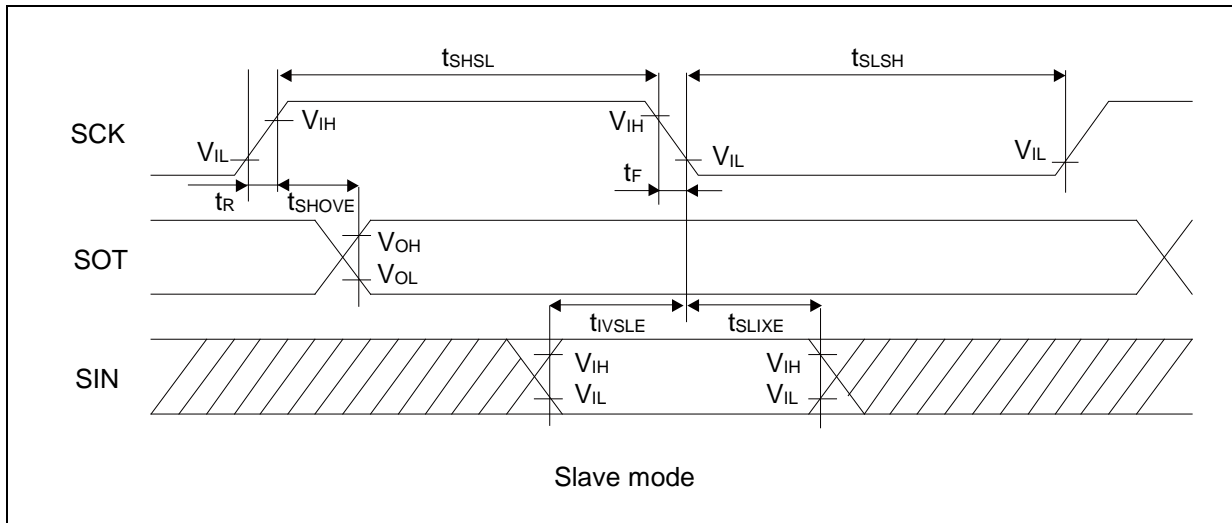 tSHSL
tSLSH
SCK
VIH
VIH
VIL
VIL
VIL
tF
tR
tSHOVE
SOT
VOH
VOL
tIVSLE
tSLIXE
SIN
VIH
VIH
VIL
VIL
Slave mode